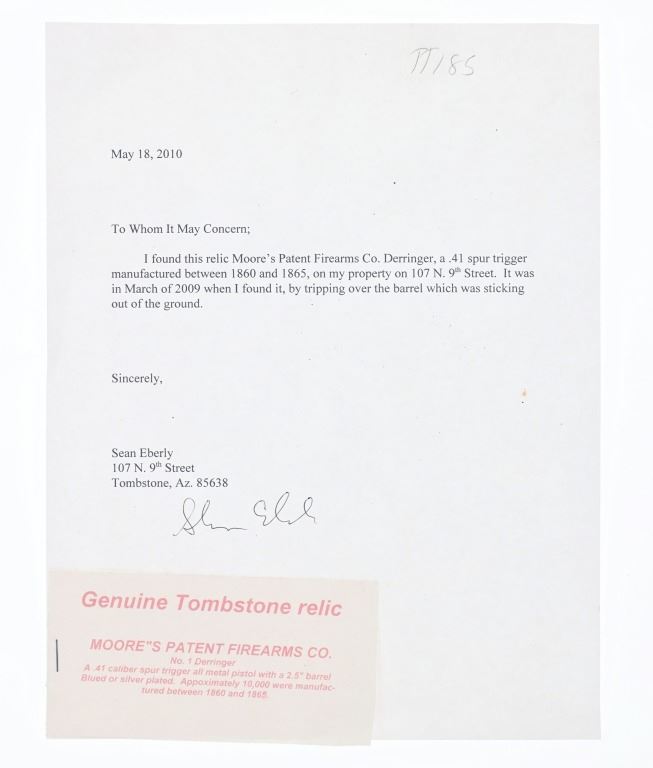 PT185
May 18, 2010
To Whom It May Concern;
I found this relic Moore's Patent Firearms Co. Derringer, a .41 spur trigger
manufactured between 1860 and 1865, on my property on 107 N. 9th Street. It was
in March of 2009 when I found it, by tripping over the barrel which was sticking
out of the ground.
Sincerely,
Sean Eberly
107 N. 9th Street
Tombstone, Az. 85638
Genuine Tombstone relic
MOORE"S PATENT FIREARMS CO.
No. 1 Derringer
A .41 caliber spur trigger all metal pistol with a 2.5" barrel
Blued or silver plated. Appoximately 10,000 were manufac-
tured between 1860 and 1865.